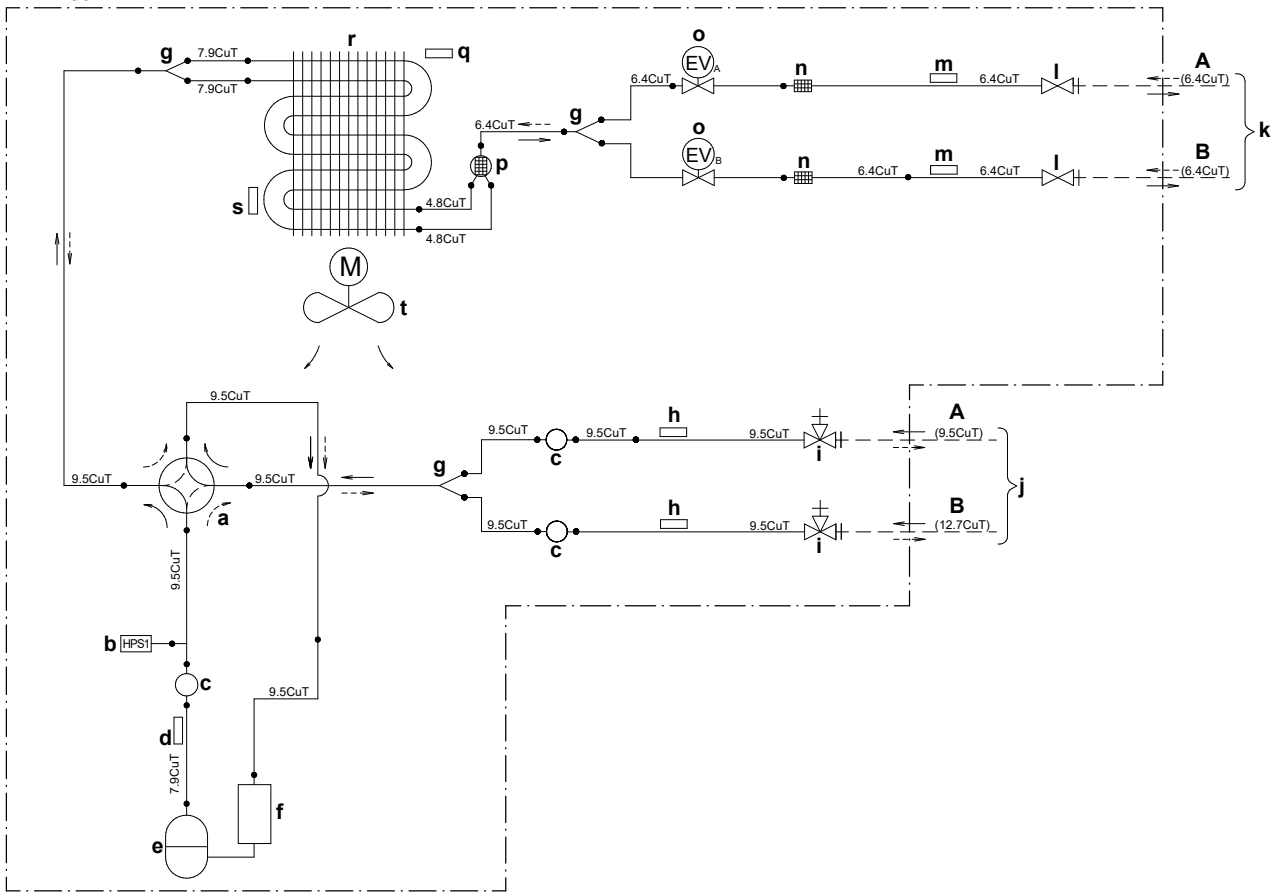 r
q
g
7.9CuT
7.9CuT
o
EVA
6.4CuT
n
m
6.4CuT
l
A
(6.4CuT)
k
6.4CuT
g
p
o
EVB
n
6.4CuT
m
6.4CuT
l
B
(6.4CuT)
s
4.8CuT
4.8CuT
M
t
9.5CuT
9.5CuT
a
9.5CuT
g
9.5CuT
c
9.5CuT
h
9.5CuT
i
A
(9.5CuT)
j
9.5CuT
c
h
9.5CuT
i
B
(12.7CuT)
9.5CuT
b
HPS1
c
d
7.9CuT
9.5CuT
e
f